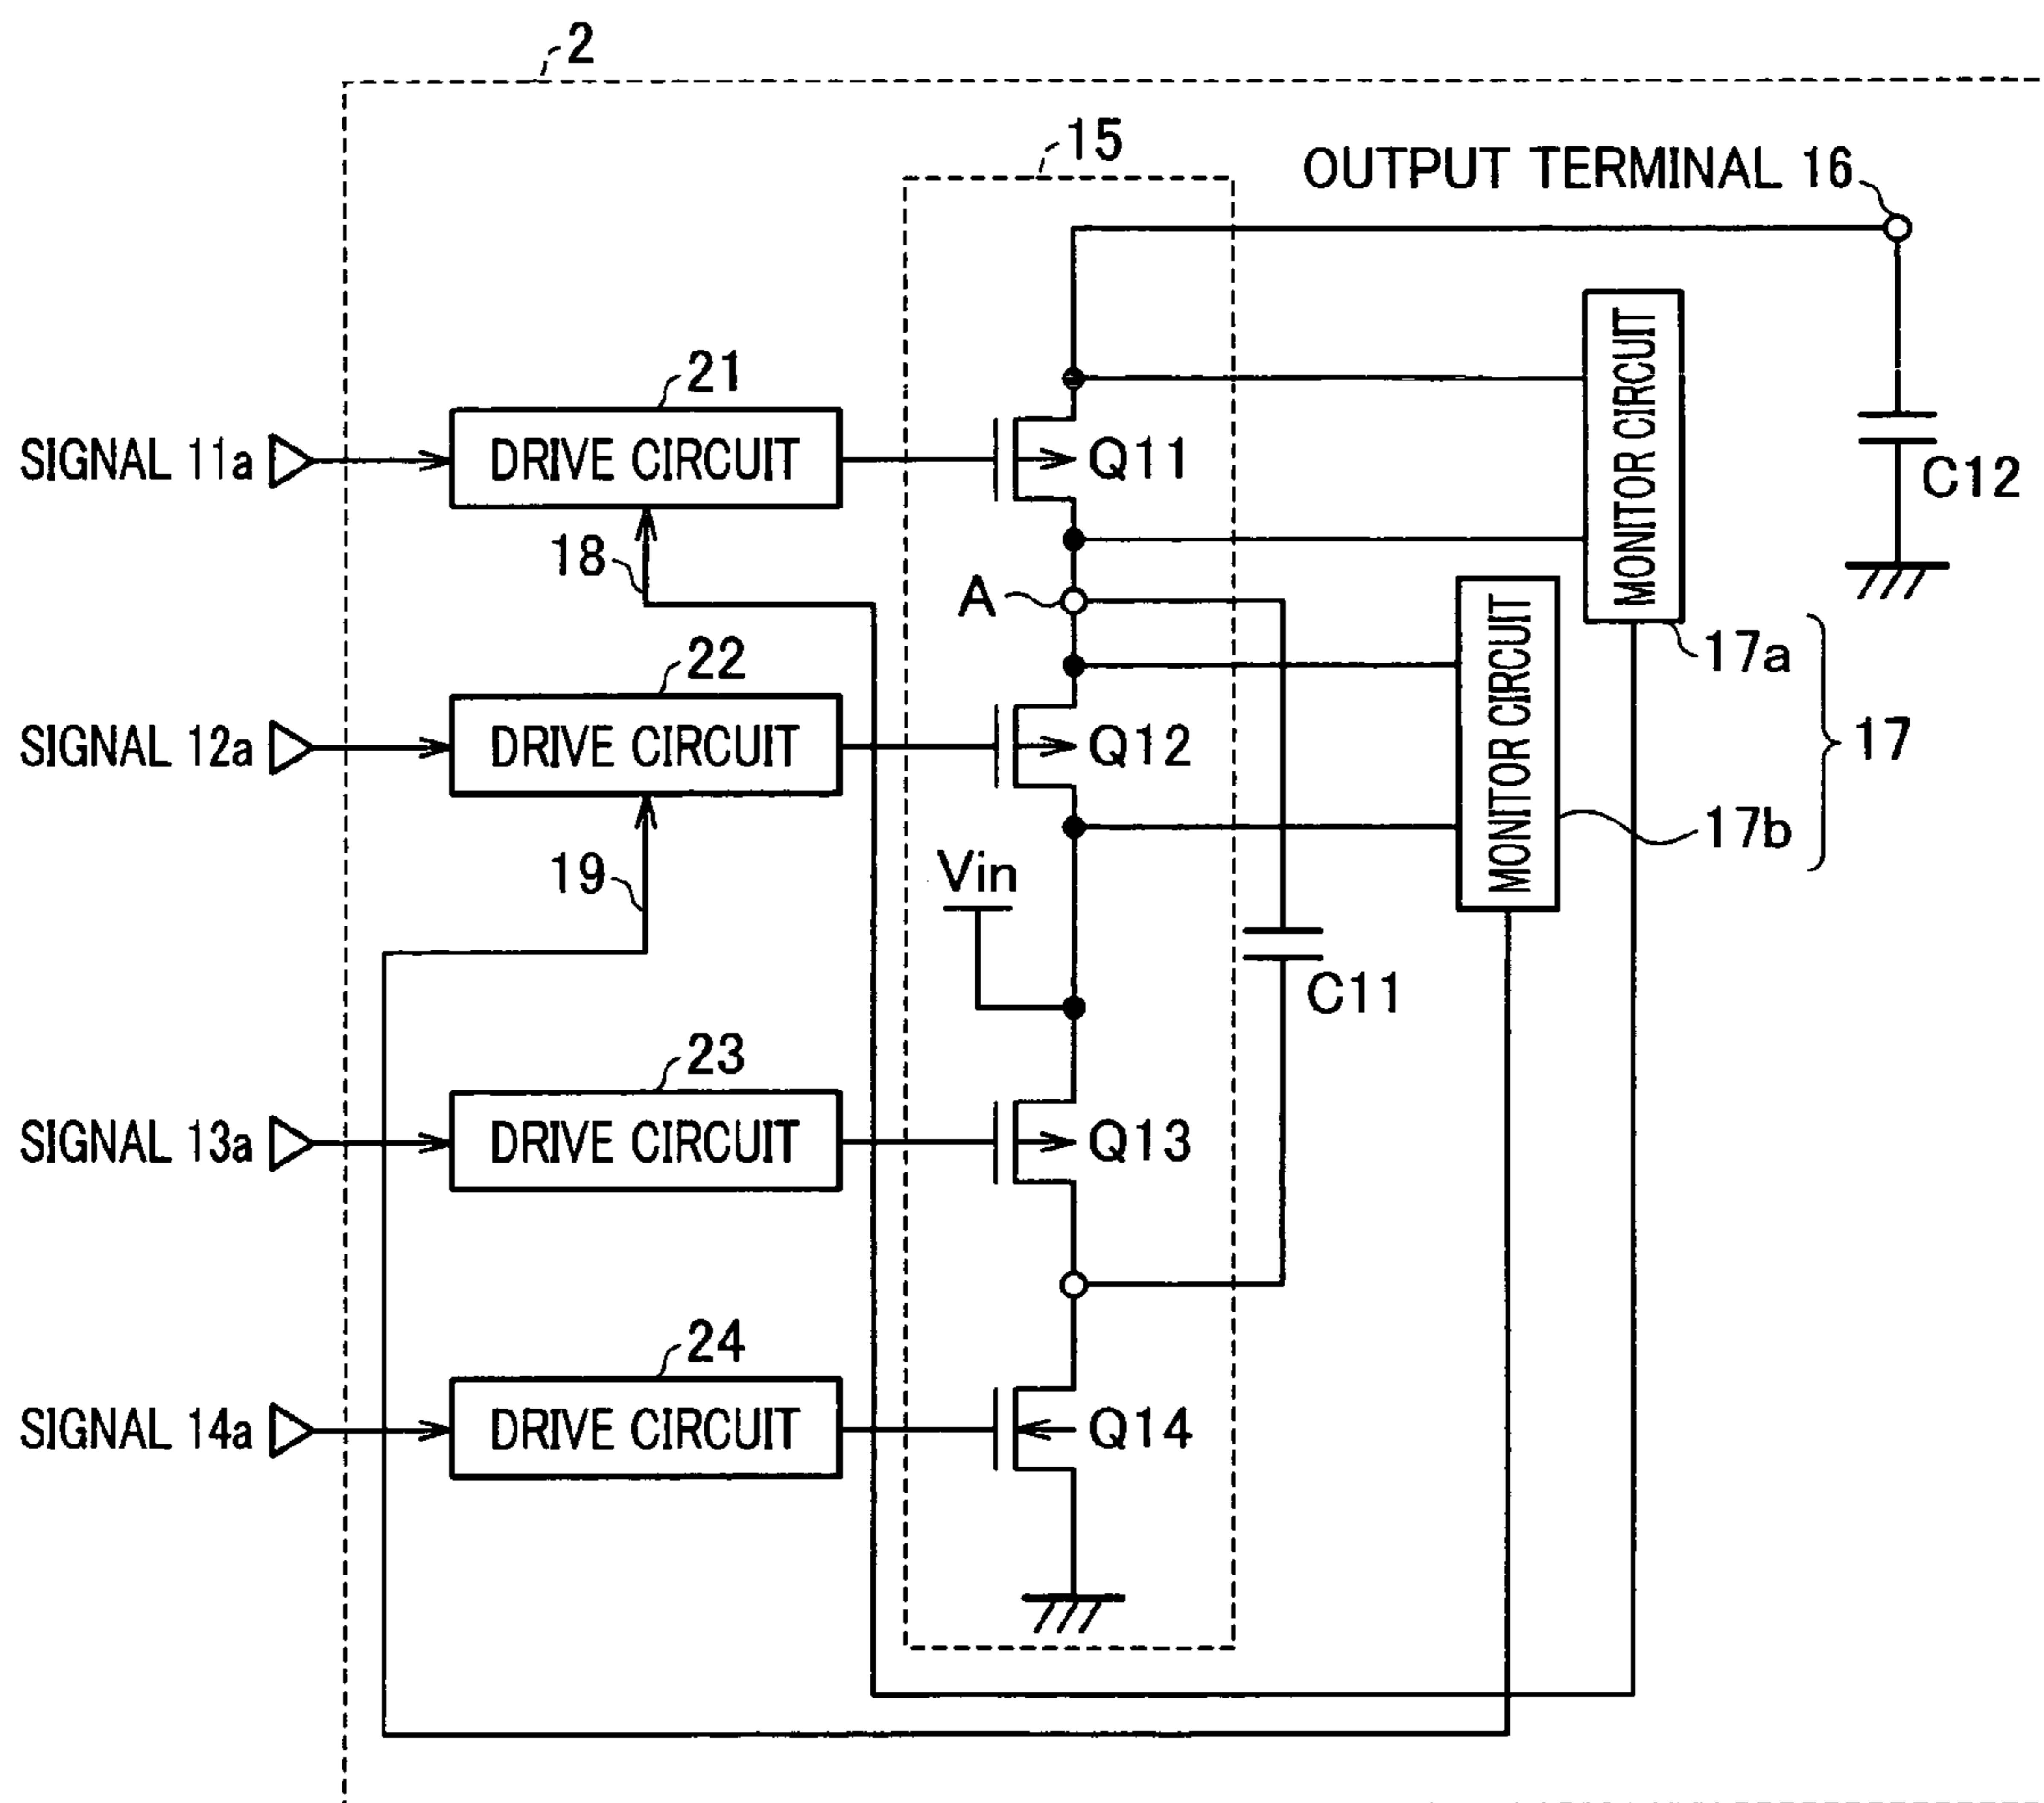 2
15
OUTPUT TERMINAL 16
21
SIGNAL 11a
DRIVE CIRCUIT
Q11
MONITOR CIRCUIT
C12
18
A
17a
22
SIGNAL 12a
DRIVE CIRCUIT
Q12
MONITOR CIRCUIT
17
17b
19
Vin
C11
23
SIGNAL 13a
DRIVE CIRCUIT
Q13
24
SIGNAL 14a
DRIVE CIRCUIT
Q14